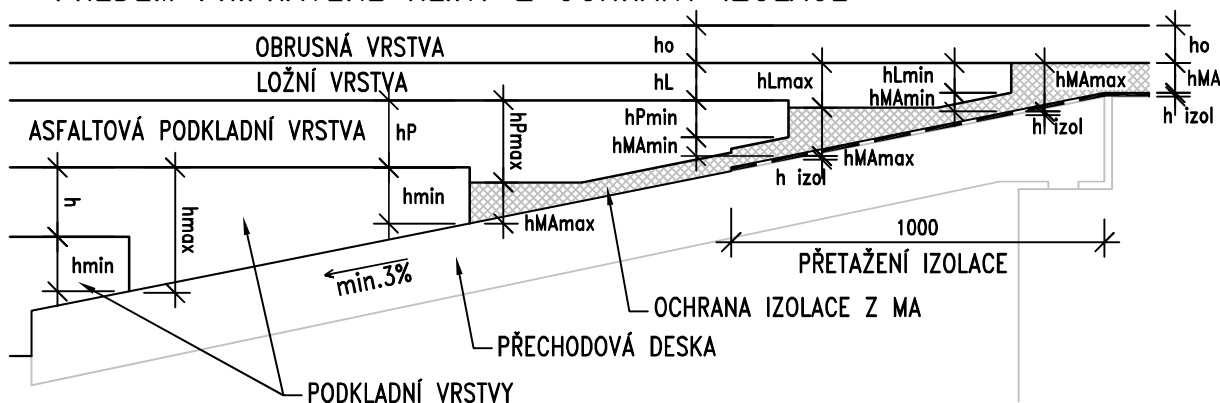 OBRUSNÁ VRSTVA
ho
ho
LOŽNÍ VRSTVA
hL
hLmax
hLmin
hMAmin
hMAmax
hMA
h izol
h izol
ASFALTOVÁ PODKLADNÍ VRSTVA
hP
hPmax
hPmin
hMAmin
hMAmax
h izol
h
hmax
hmin
hMAmax
hmin
1000
PŘETAŽENÍ IZOLACE
min.3%
OCHRANA IZOLACE Z MA
PŘECHODOVÁ DESKA
PODKLADNÍ VRSTVY